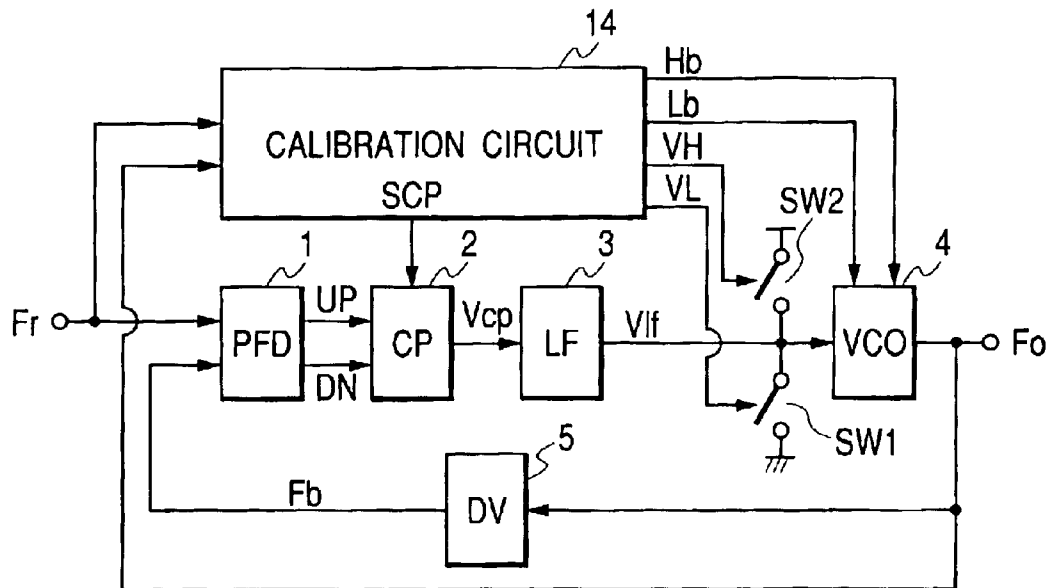 14
Hb
Lb
CALIBRATION CIRCUIT
VH
VL
SCP
SW2
1
2
3
4
Fr
UP
Vcp
Vlf
PFD
CP
LF
VCO
Fo
DN
SW1
5
Fb
DV